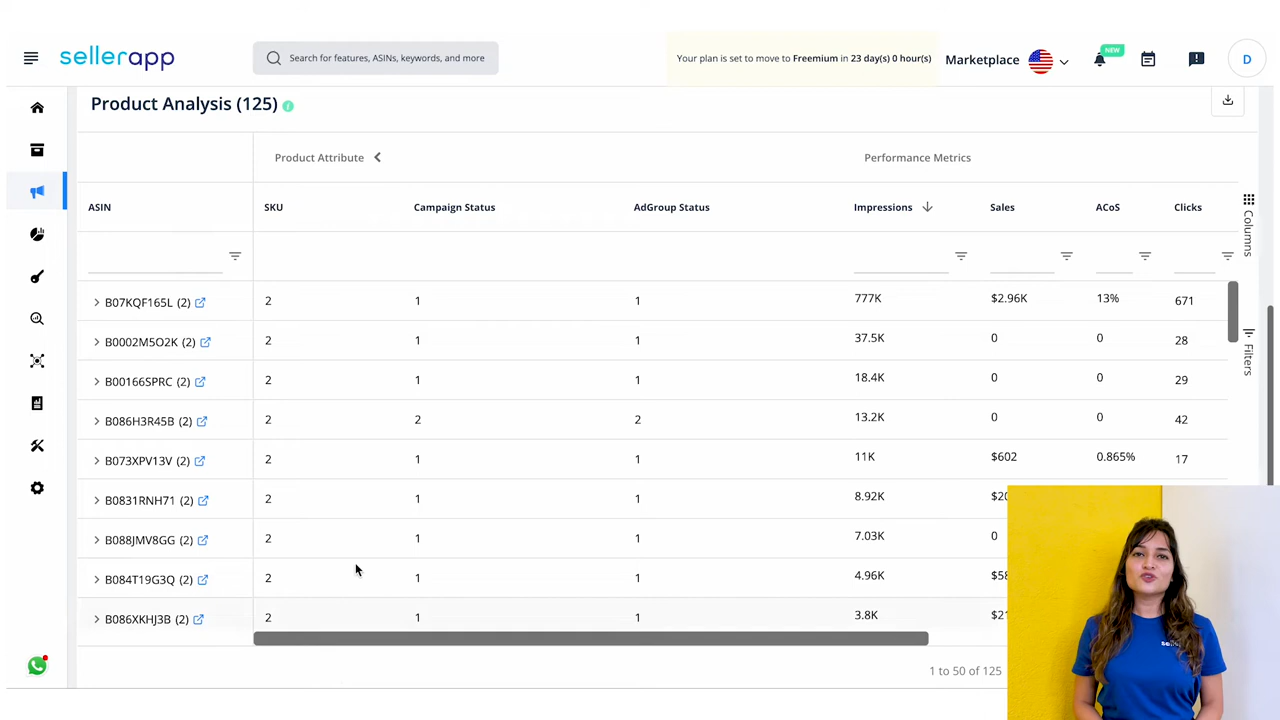 sellerapp
Search for features, ASINs, keywords, and more
Your plan is set to move to Freemium in 23 day(s) 0 hour(s)
Marketplace
NEW
D
Product Analysis (125)
Product Attribute
Performance Metrics
ASIN SKU Campaign Status AdGroup Status Impressions Sales ACoS Clicks
Columns
Filters
B07KQF165L (2) 2 1 1 777K $2.96K 13% 671
B0002M5O2K (2) 2 1 1 37.5K 0 0 28
B00166SPRC (2) 2 1 1 18.4K 0 0 29
B086H3R45B (2) 2 2 2 13.2K 0 0 42
B073XPV13V (2) 2 1 1 11K $602 0.865% 17
B0831RNH71 (2) 2 1 1 8.92K
B088JMV8GG (2) 2 1 1 7.03K 0
B084T19G3Q (2) 2 1 1 4.96K
B086XKHJ3B (2) 2 1 1 3.8K
1 to 50 of 125